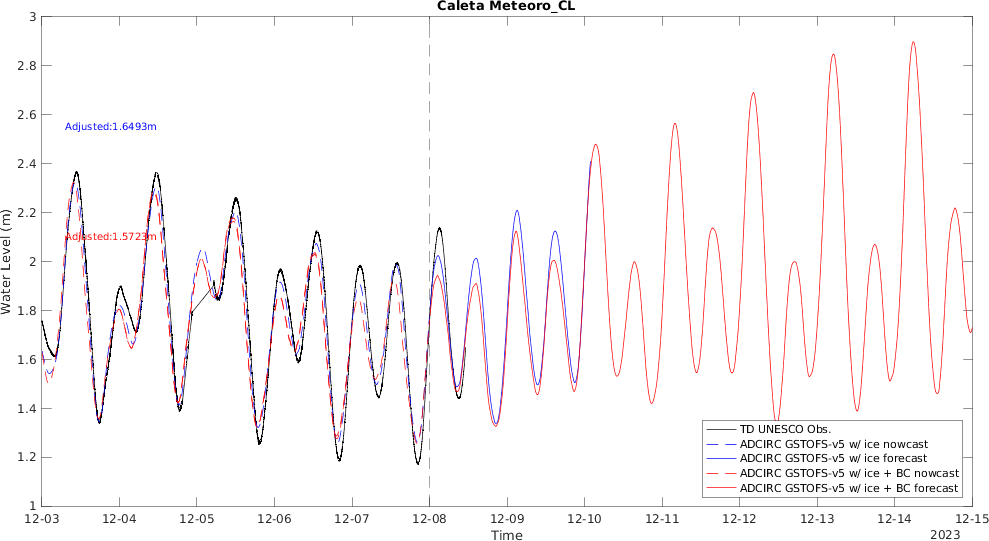 Caleta Meteoro_CL
Water Level (m)
3
2.8
2.6
2.4
2.2
2
1.8
1.6
1.4
1.2
1
Adjusted:1.6493m
Adjusted:1.5723m
TD UNESCO Obs.
ADCIRC GSTOFS-v5 w/ ice nowcast
ADCIRC GSTOFS-v5 w/ ice forecast
ADCIRC GSTOFS-v5 w/ ice + BC nowcast
ADCIRC GSTOFS-v5 w/ ice + BC forecast
12-03 12-04 12-05 12-06 12-07 12-08 12-09 12-10 12-11 12-12 12-13 12-14 12-15
Time
2023